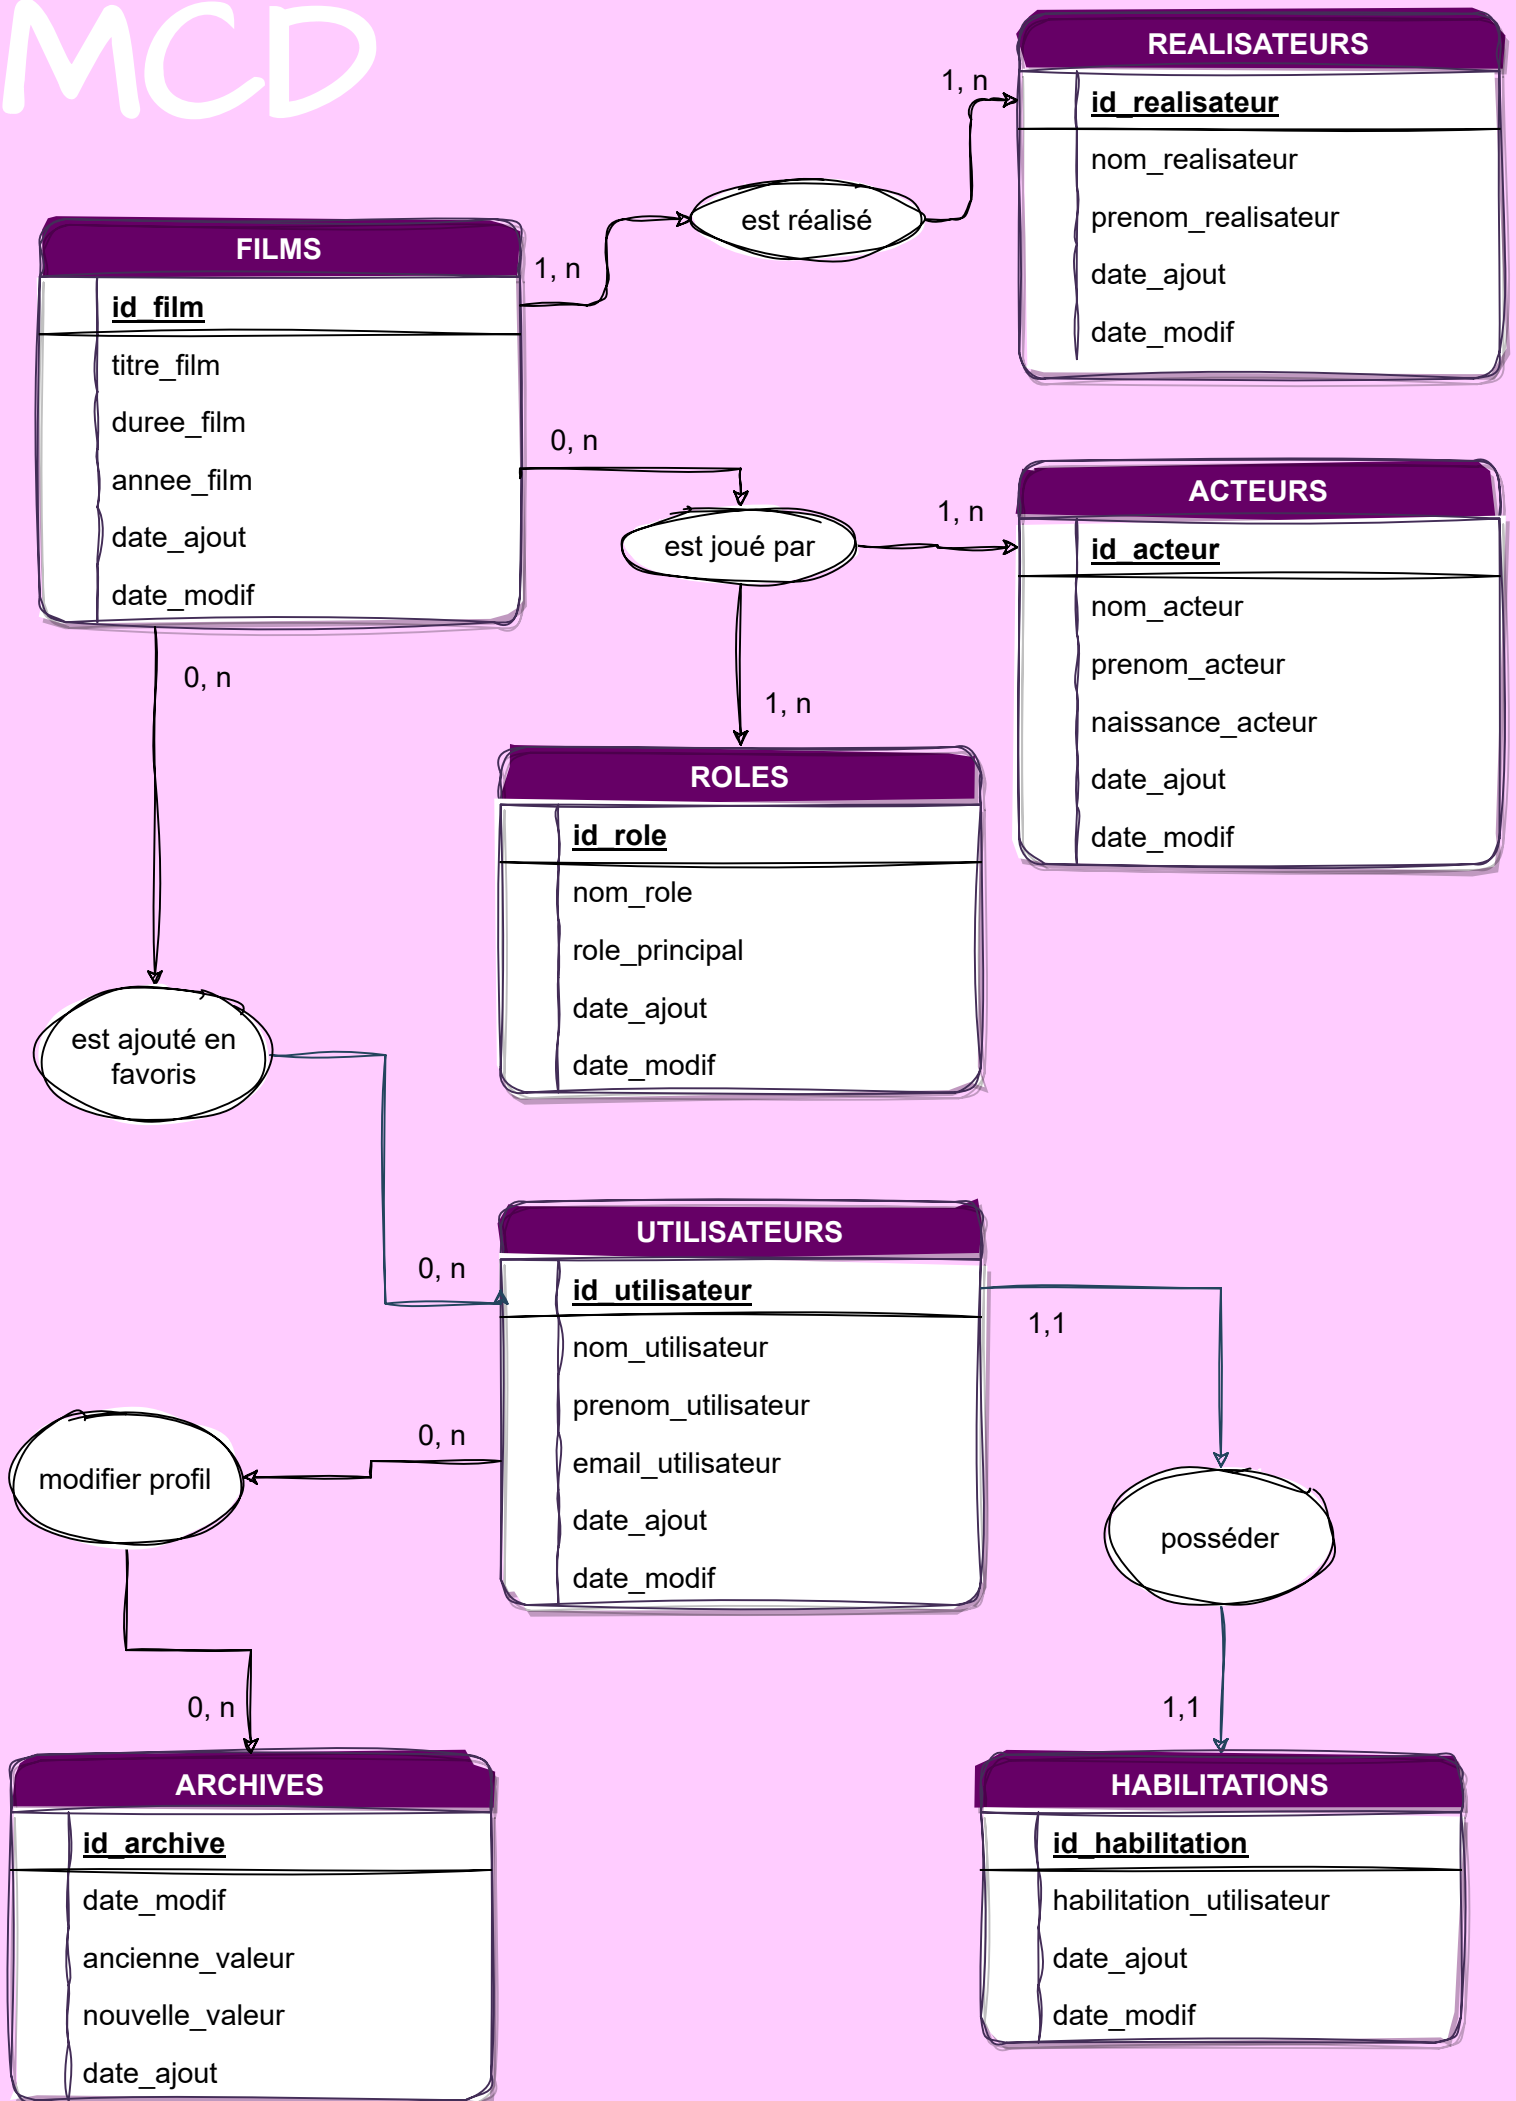 MCD
REALISATEURS
id_realisateur
nom_realisateur
prenom_realisateur
date_ajout
date_modif
1, n
est réalisé
1, n
FILMS
id_film
titre_film
duree_film
annee_film
date_ajout
date_modif
0, n
est joué par
1, n
ACTEURS
id_acteur
nom_acteur
prenom_acteur
naissance_acteur
date_ajout
date_modif
1, n
ROLES
id_role
nom_role
role_principal
date_ajout
date_modif
0, n
est ajouté en
favoris
0, n
UTILISATEURS
id_utilisateur
nom_utilisateur
prenom_utilisateur
email_utilisateur
date_ajout
date_modif
1,1
posséder
1,1
0, n
modifier profil
0, n
ARCHIVES
id_archive
date_modif
ancienne_valeur
nouvelle_valeur
date_ajout
HABILITATIONS
id_habilitation
habilitation_utilisateur
date_ajout
date_modif